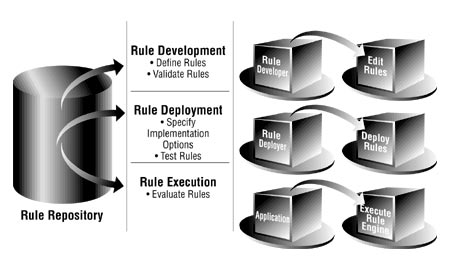 Rule Development
• Define Rules
• Validate Rules
Rule Deployment
• Specify
Implementation
Options
• Test Rules
Rule Execution
• Evaluate Rules
Rule Repository
Rule
Developer
Edit
Rules
Rule
Deployer
Deploy
Rules
Application
Execute
Rule
Engine